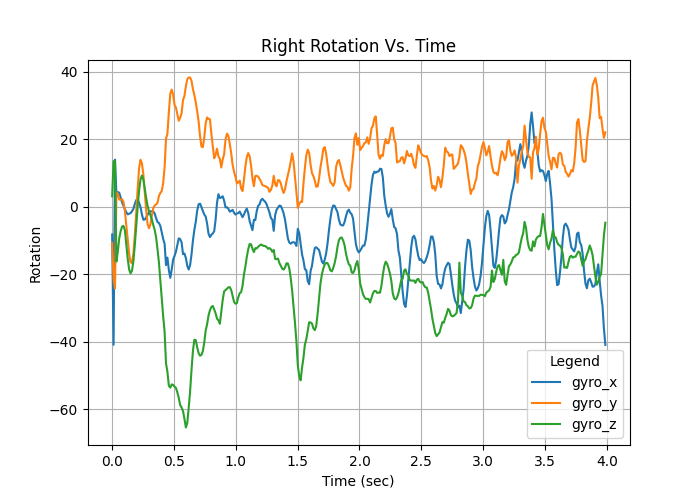 Right Rotation Vs. Time
Rotation
40
20
0
−20
−40
−60
0.0 0.5 1.0 1.5 2.0 2.5 3.0 3.5 4.0
Time (sec)
Legend
gyro_x
gyro_y
gyro_z